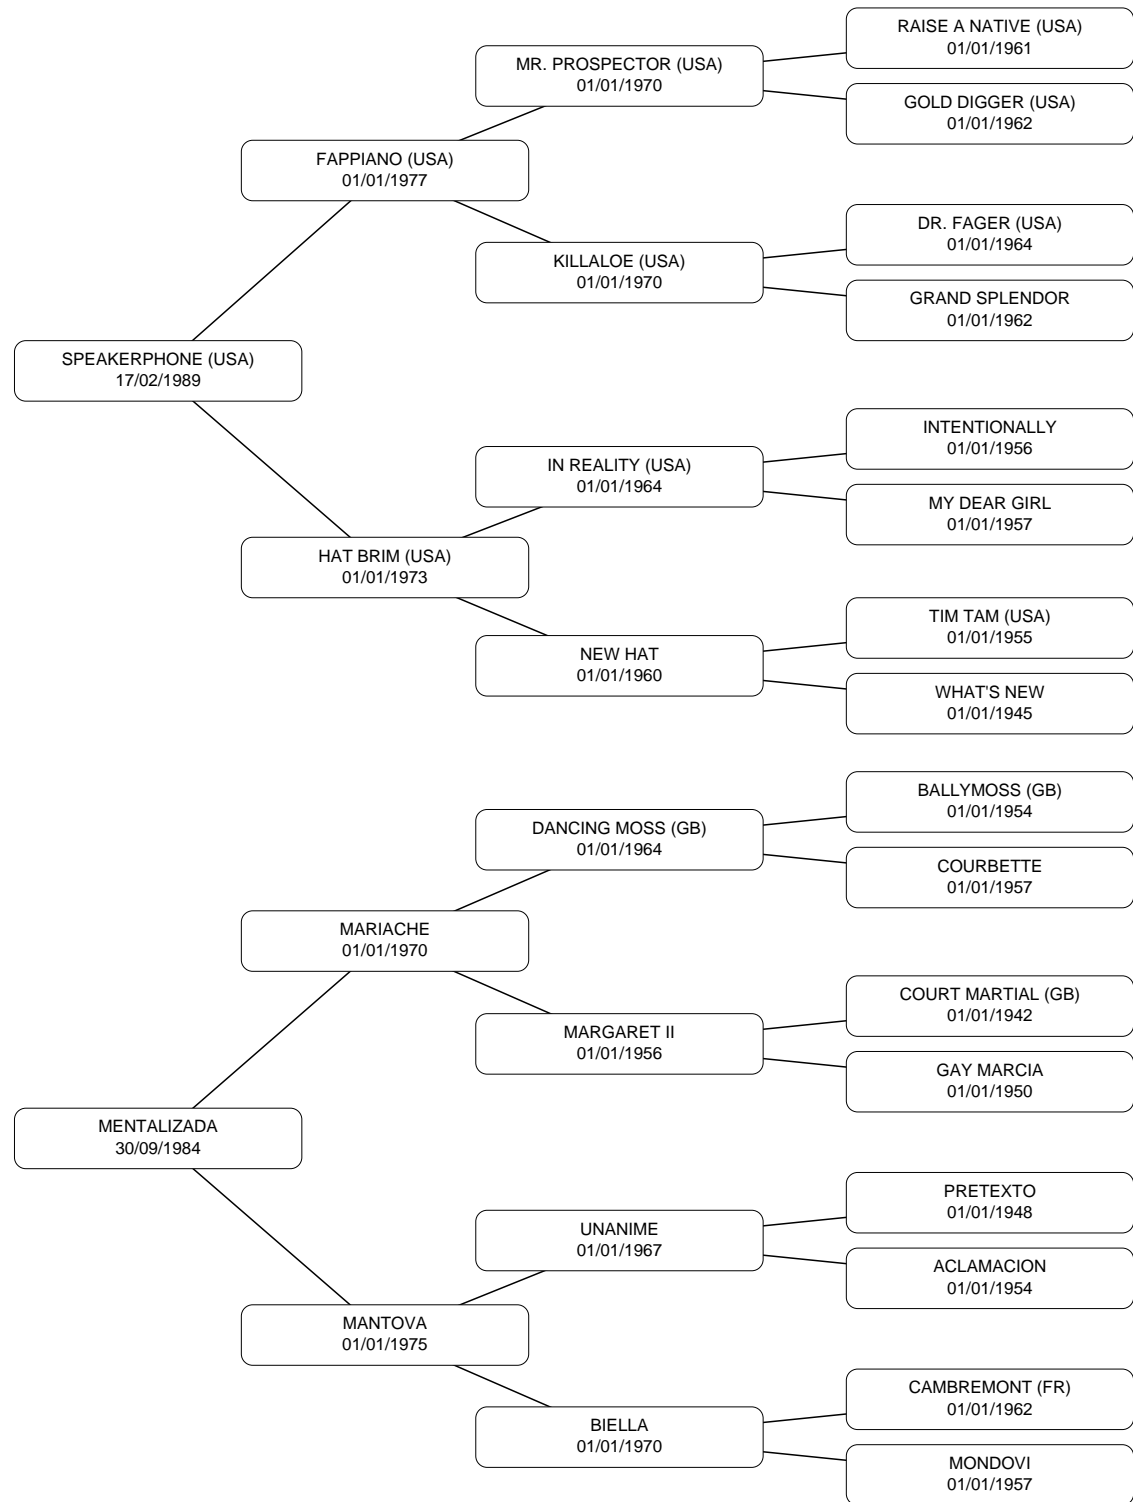 RAISE A NATIVE (USA)
01/01/1961
MR. PROSPECTOR (USA)
01/01/1970
GOLD DIGGER (USA)
01/01/1962
FAPPIANO (USA)
01/01/1977
DR. FAGER (USA)
01/01/1964
KILLALOE (USA)
01/01/1970
GRAND SPLENDOR
01/01/1962
SPEAKERPHONE (USA)
17/02/1989
INTENTIONALLY
01/01/1956
IN REALITY (USA)
01/01/1964
MY DEAR GIRL
01/01/1957
HAT BRIM (USA)
01/01/1973
TIM TAM (USA)
01/01/1955
NEW HAT
01/01/1960
WHAT'S NEW
01/01/1945
BALLYMOSS (GB)
01/01/1954
DANCING MOSS (GB)
01/01/1964
COURBETTE
01/01/1957
MARIACHE
01/01/1970
COURT MARTIAL (GB)
01/01/1942
MARGARET II
01/01/1956
GAY MARCIA
01/01/1950
MENTALIZADA
30/09/1984
PRETEXTO
01/01/1948
UNANIME
01/01/1967
ACLAMACION
01/01/1954
MANTOVA
01/01/1975
CAMBREMONT (FR)
01/01/1962
BIELLA
01/01/1970
MONDOVI
01/01/1957